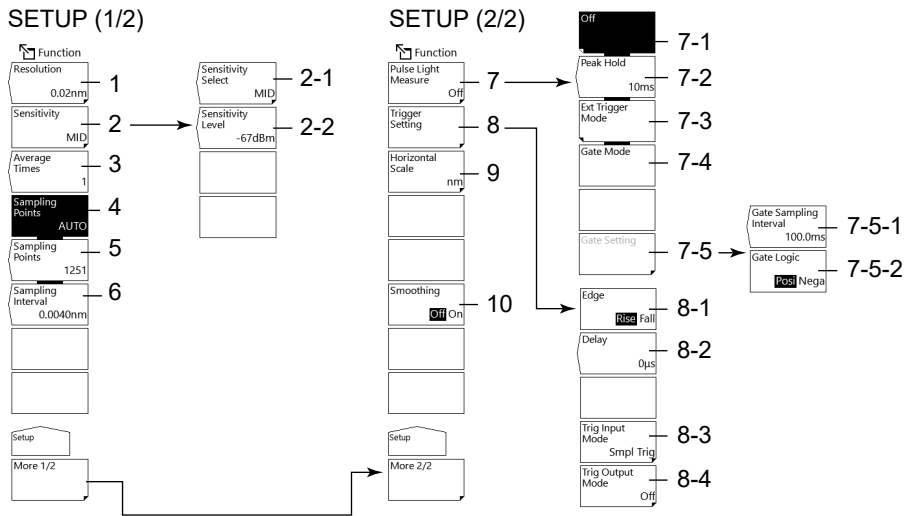 SETUP (1/2)
Function
Resolution
0.02nm
1
Sensitivity
MID
2
Average
Times
1
3
Sampling
Points
AUTO
4
Sampling
Points
1251
5
Sampling
Interval
0.0040nm
6
Setup
More 1/2
Sensitivity
Select
MID
2-1
Sensitivity
Level
-67dBm
2-2
SETUP (2/2)
Function
Pulse Light
Measure
Off
7
Trigger
Setting
8
Horizontal
Scale
nm
9
Smoothing
Off On
10
Setup
More 2/2
Off
7-1
Peak Hold
10ms
7-2
Ext Trigger
Mode
7-3
Gate Mode
7-4
Gate Setting
7-5
Gate Sampling
Interval
100.0ms
7-5-1
Gate Logic
Posi Nega
7-5-2
Edge
Rise Fall
8-1
Delay
0µs
8-2
Trig Input
Mode
Smpl Trig
8-3
Trig Output
Mode
Off
8-4